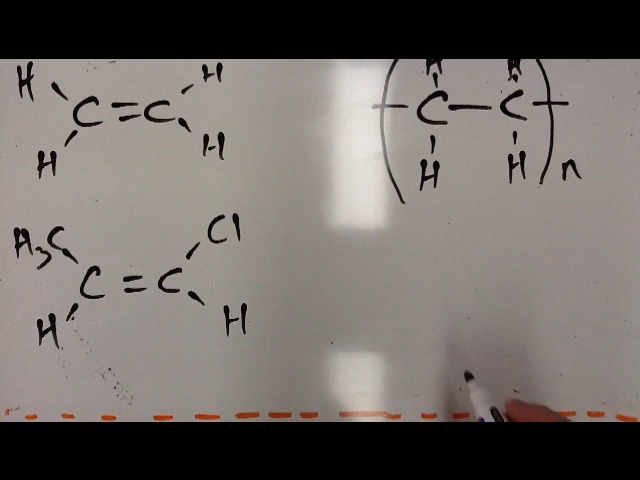 H H H H
C = C C — C
H H H H n
H3C Cl
C = C
H H